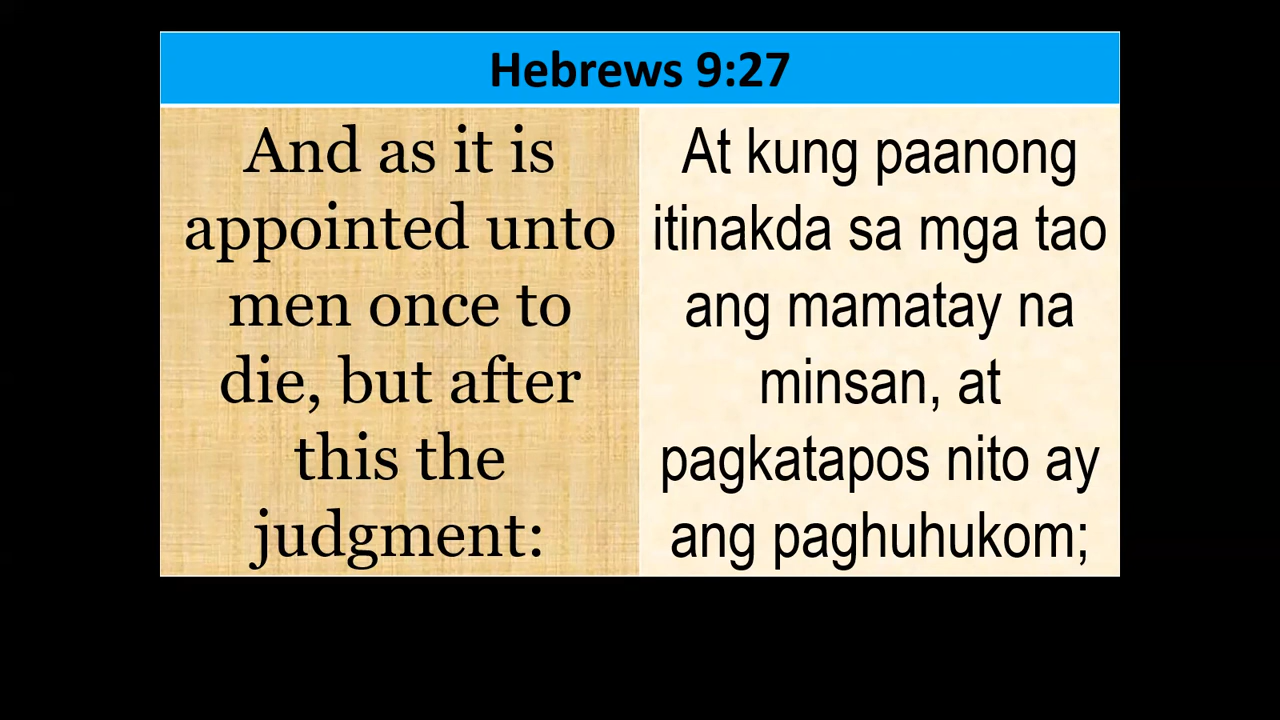 Hebrews 9:27
And as it is
appointed unto
men once to
die, but after
this the
judgment:
At kung paanong
itinakda sa mga tao
ang mamatay na
minsan, at
pagkatapos nito ay
ang paghuhukom;